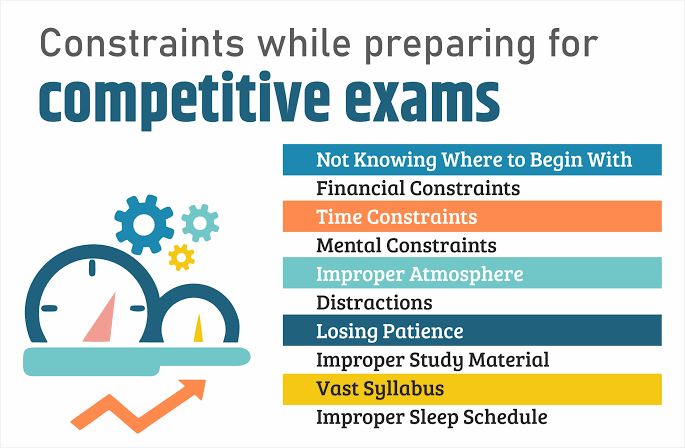 Constraints while preparing for
competitive exams
Not Knowing Where to Begin With
Financial Constraints
Time Constraints
Mental Constraints
Improper Atmosphere
Distractions
Losing Patience
Improper Study Material
Vast Syllabus
Improper Sleep Schedule